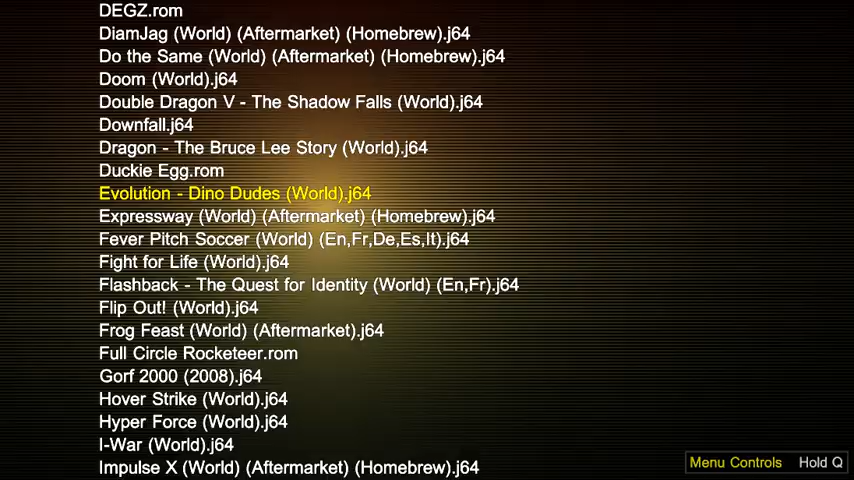 DEGZ.rom
DiamJag (World) (Aftermarket) (Homebrew).j64
Do the Same (World) (Aftermarket) (Homebrew).j64
Doom (World).j64
Double Dragon V - The Shadow Falls (World).j64
Downfall.j64
Dragon - The Bruce Lee Story (World).j64
Duckie Egg.rom
Evolution - Dino Dudes (World).j64
Expressway (World) (Aftermarket) (Homebrew).j64
Fever Pitch Soccer (World) (En,Fr,De,Es,It).j64
Fight for Life (World).j64
Flashback - The Quest for Identity (World) (En,Fr).j64
Flip Out! (World).j64
Frog Feast (World) (Aftermarket).j64
Full Circle Rocketeer.rom
Gorf 2000 (2008).j64
Hover Strike (World).j64
Hyper Force (World).j64
I-War (World).j64
Impulse X (World) (Aftermarket) (Homebrew).j64
Menu Controls Hold Q